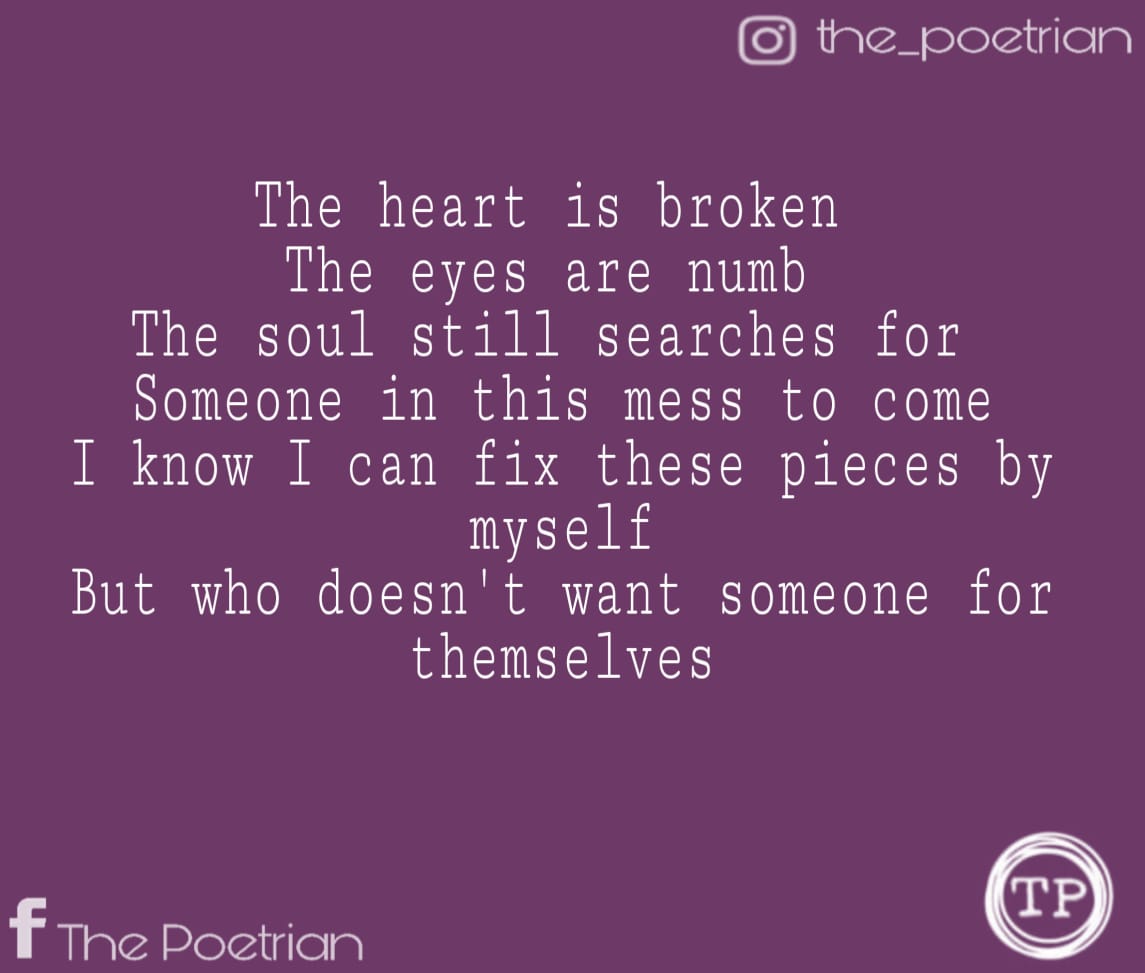 the_poetrian
The heart is broken
The eyes are numb
The soul still searches for
Someone in this mess to come
I know I can fix these pieces by
myself
But who doesn't want someone for
themselves
TP
f The Poetrian